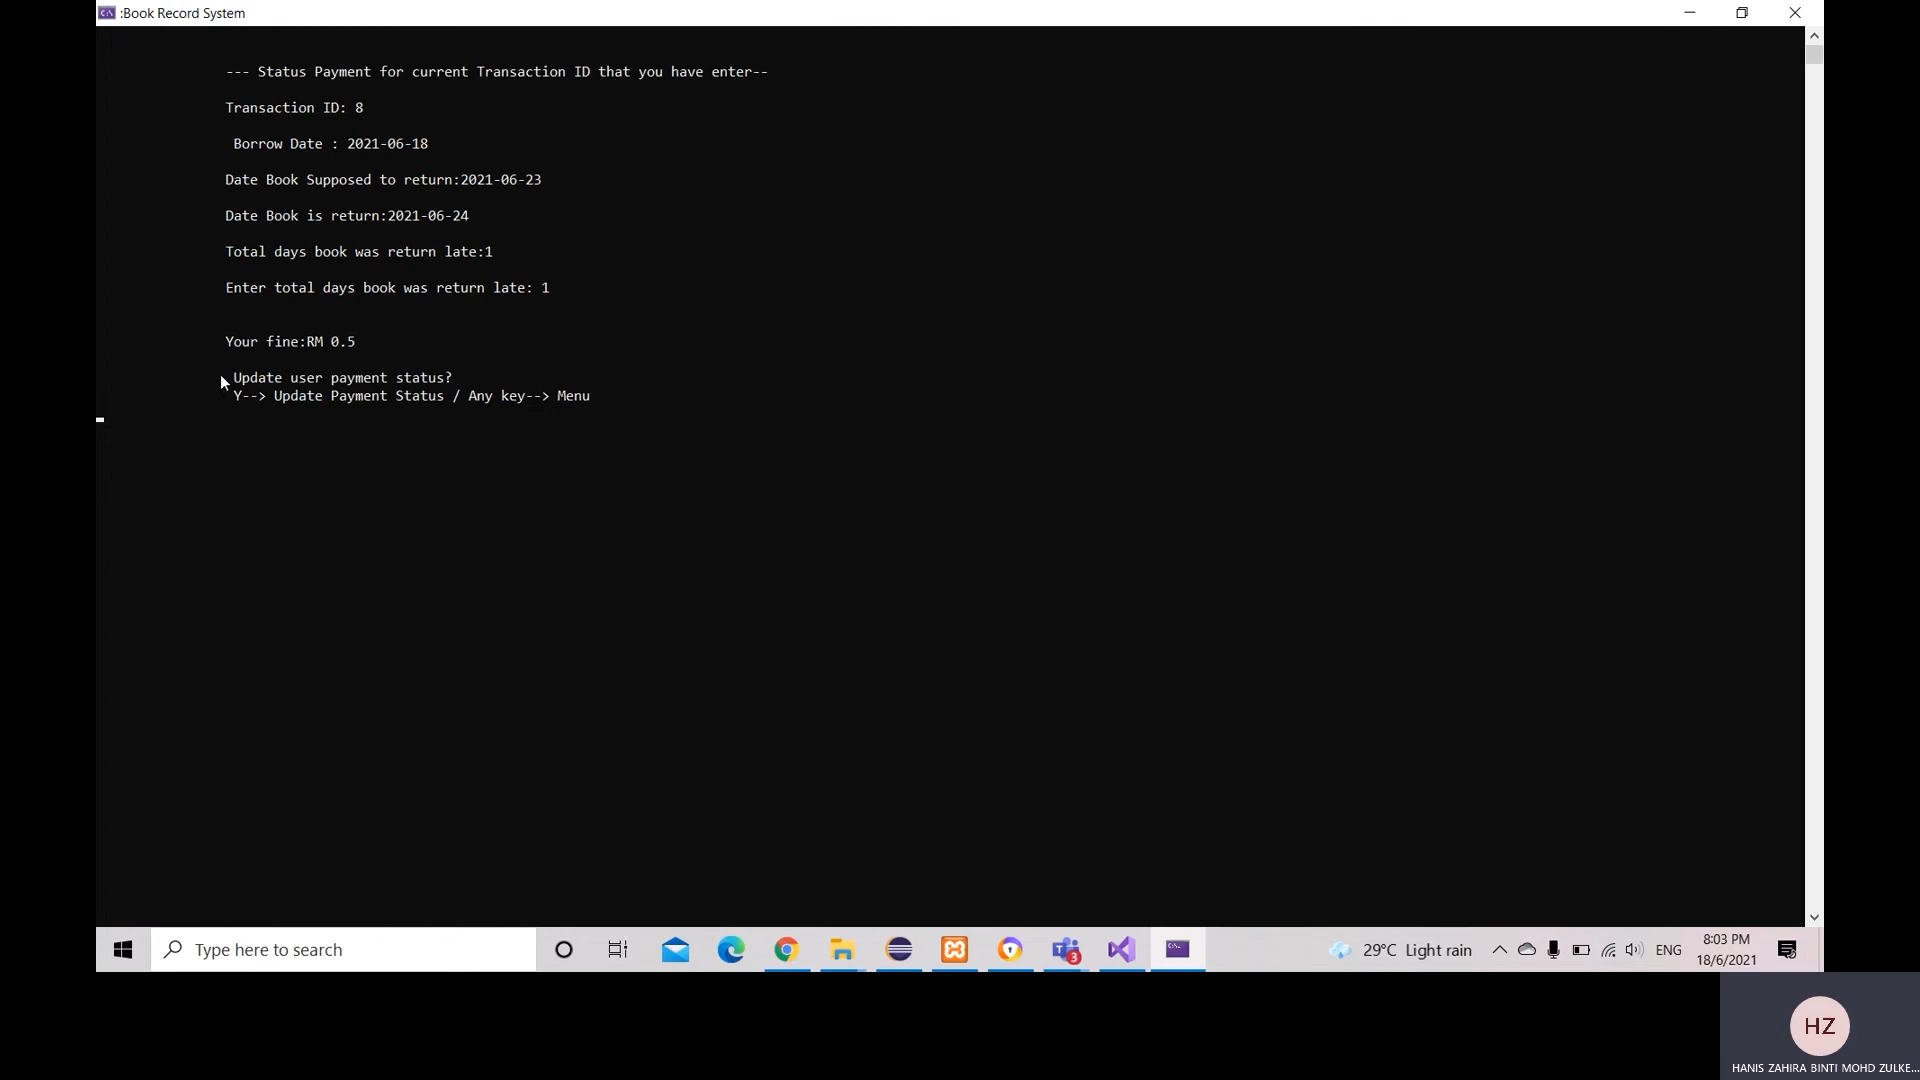 :Book Record System
--- Status Payment for current Transaction ID that you have enter--
Transaction ID: 8
Borrow Date : 2021-06-18
Date Book Supposed to return:2021-06-23
Date Book is return:2021-06-24
Total days book was return late:1
Enter total days book was return late: 1
Your fine:RM 0.5
Update user payment status?
Y--> Update Payment Status / Any key--> Menu
Type here to search
3
29°C Light rain
ENG
8:03 PM
18/6/2021
HZ
HANIS ZAHIRA BINTI MOHD ZULKE...